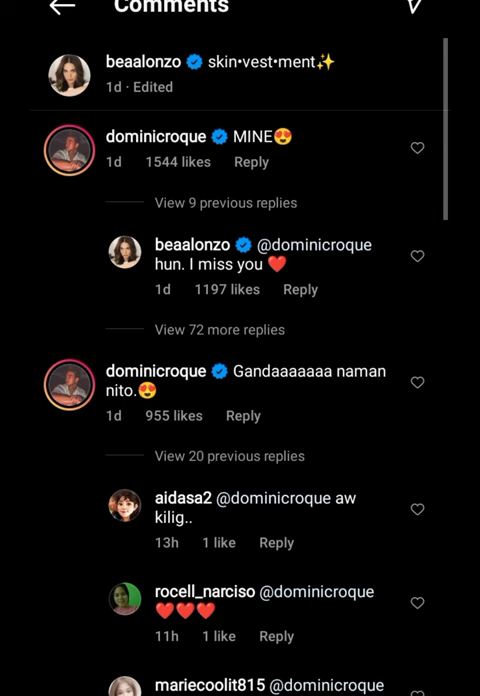 Comments
beaalonzo skin•vest•ment✨
1d · Edited
dominicroque MINE😍
1d 1544 likes Reply
View 9 previous replies
beaalonzo @dominicroque
hun. I miss you ❤️
1d 1197 likes Reply
View 72 more replies
dominicroque Gandaaaaaaa naman
nito.😍
1d 955 likes Reply
View 20 previous replies
aidasa2 @dominicroque aw
kilig..
13h 1 like Reply
rocell_narciso @dominicroque
❤️❤️❤️
11h 1 like Reply
mariecoolit815 @dominicroque